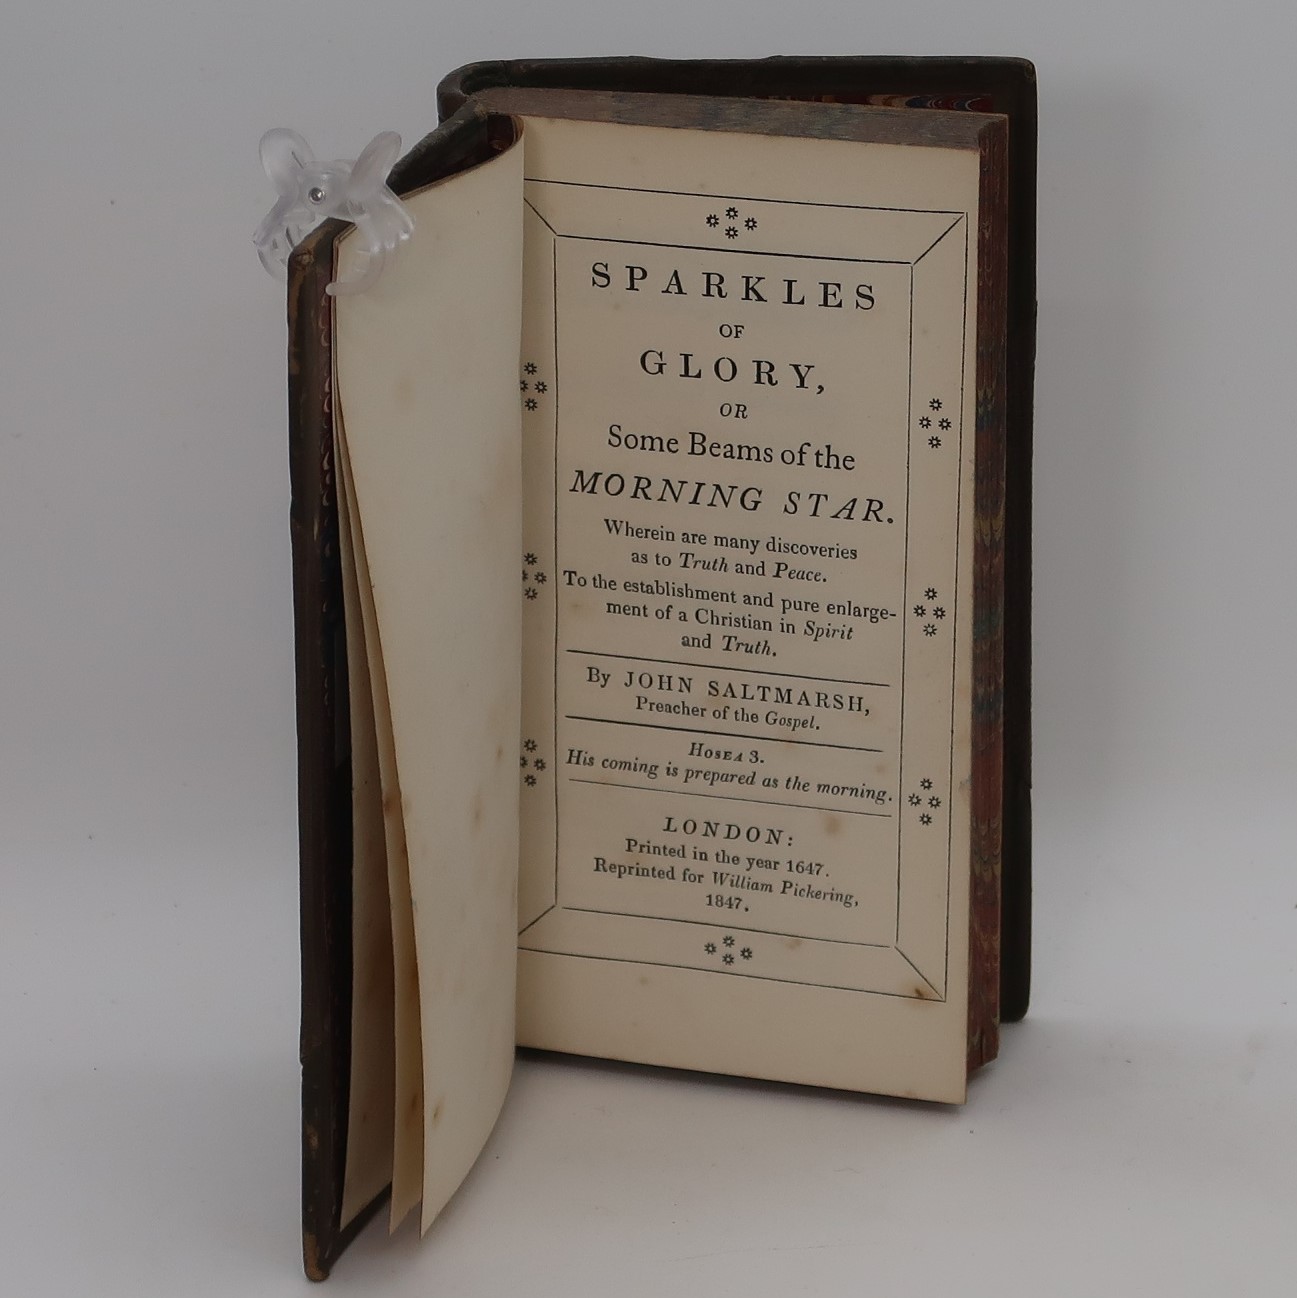 SPARKLES
OF
GLORY,
OR
Some Beams of the
MORNING STAR.
Wherein are many discoveries
as to Truth and Peace.
To the establishment and pure enlarge-
ment of a Christian in Spirit
and Truth.
By JOHN SALTMARSH,
Preacher of the Gospel.
HOSEA 3.
His coming is prepared as the morning.
LONDON:
Printed in the year 1647.
Reprinted for William Pickering,
1847.